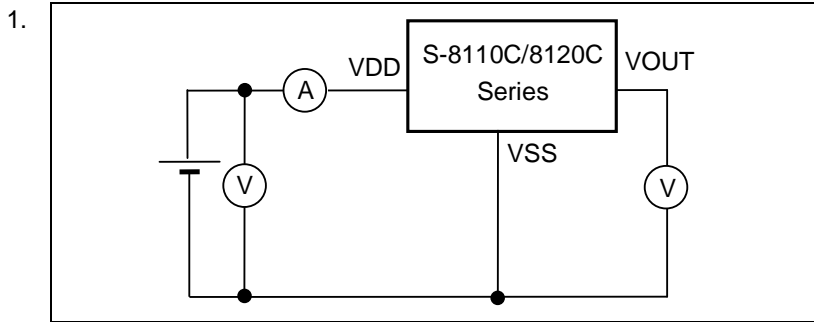 1.
VDD
S-8110C/8120C
Series
VOUT
A
VSS
V
V